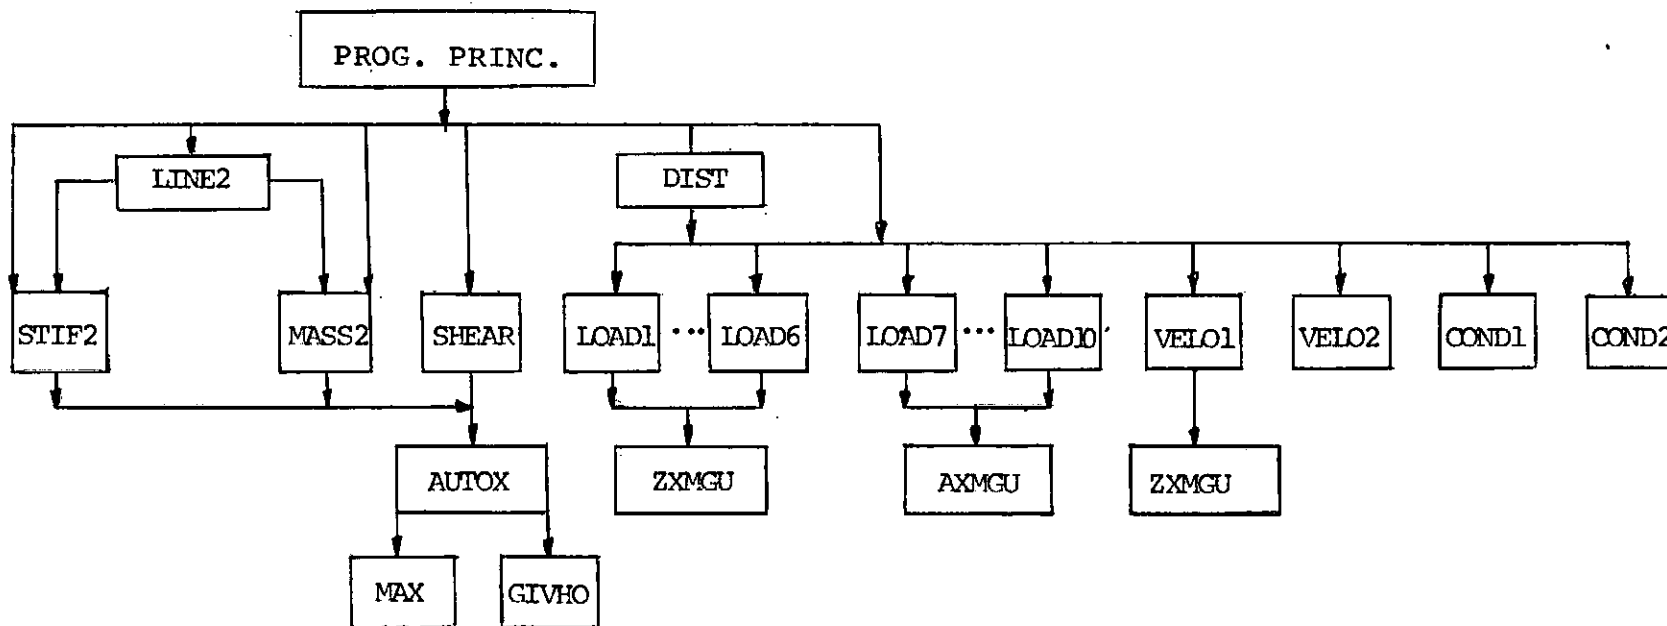 PROG. PRINC.
LINE2
DIST
STIF2
MASS2
SHEAR
LOAD1 ... LOAD6
LOAD7 ... LOAD10
VELO1
VELO2
COND1
COND2
AUTOX
ZXMGU
AXMGU
ZXMGU
MAX
GIVHO